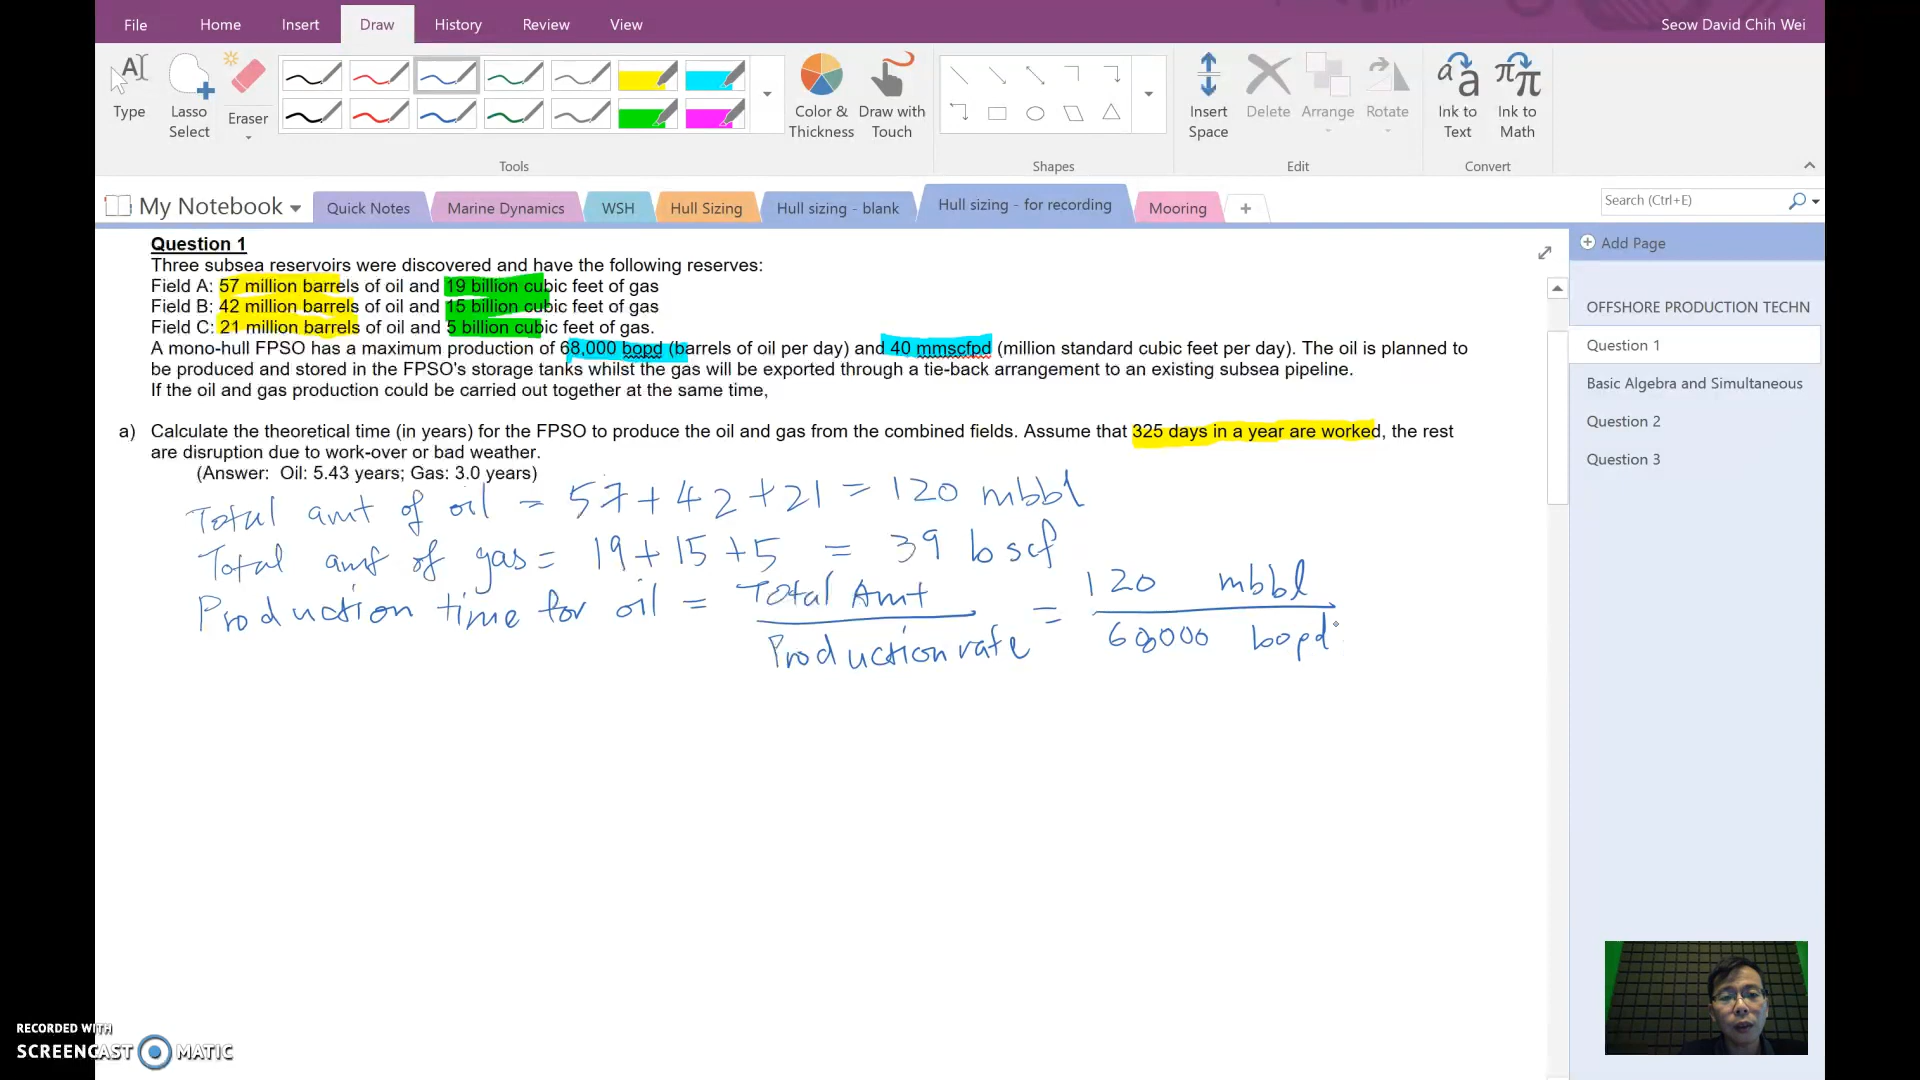 File Home Insert Draw History Review View Seow David Chih Wei
Type
Lasso Select
Eraser
Color & Thickness
Draw with Touch
Insert Space
Delete
Arrange
Rotate
Ink to Text
Ink to Math
Tools Shapes Edit Convert
My Notebook Quick Notes Marine Dynamics WSH Hull Sizing Hull sizing - blank Hull sizing - for recording Mooring + Search (Ctrl+E)
Add Page
OFFSHORE PRODUCTION TECHN
Question 1
Basic Algebra and Simultaneous
Question 2
Question 3
Question 1
Three subsea reservoirs were discovered and have the following reserves:
Field A: 57 million barrels of oil and 19 billion cubic feet of gas
Field B: 42 million barrels of oil and 15 billion cubic feet of gas
Field C: 21 million barrels of oil and 5 billion cubic feet of gas.
A mono-hull FPSO has a maximum production of 68,000 bopd (barrels of oil per day) and 40 mmscfpd (million standard cubic feet per day). The oil is planned to
be produced and stored in the FPSO's storage tanks whilst the gas will be exported through a tie-back arrangement to an existing subsea pipeline.
If the oil and gas production could be carried out together at the same time,
a) Calculate the theoretical time (in years) for the FPSO to produce the oil and gas from the combined fields. Assume that 325 days in a year are worked, the rest
are disruption due to work-over or bad weather.
(Answer: Oil: 5.43 years; Gas: 3.0 years)
Total amt of oil = 57 + 42 + 21 = 120 mbbl
Total amt of gas = 19 + 15 + 5 = 39 bscf
Production time for oil = Total Amt = 120 mbbl
Production rate 68000 bopd
RECORDED WITH
SCREENCAST MATIC